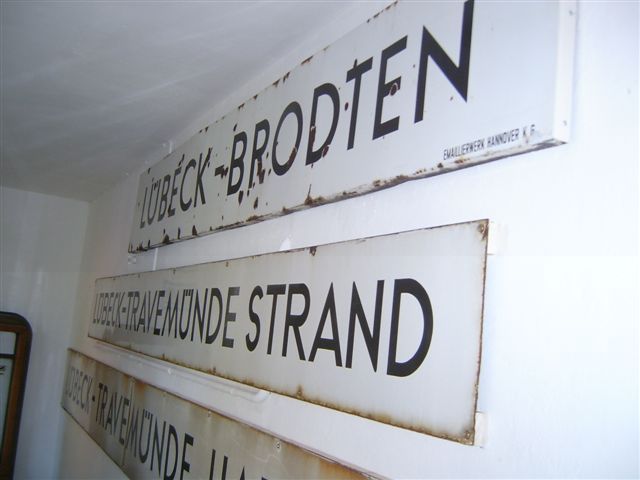 LÜBECK-BRODTEN
EMAILLIERWERK HANNOVER K G
LÜBECK-TRAVEMÜNDE STRAND
LÜBECK-TRAVEMÜNDE